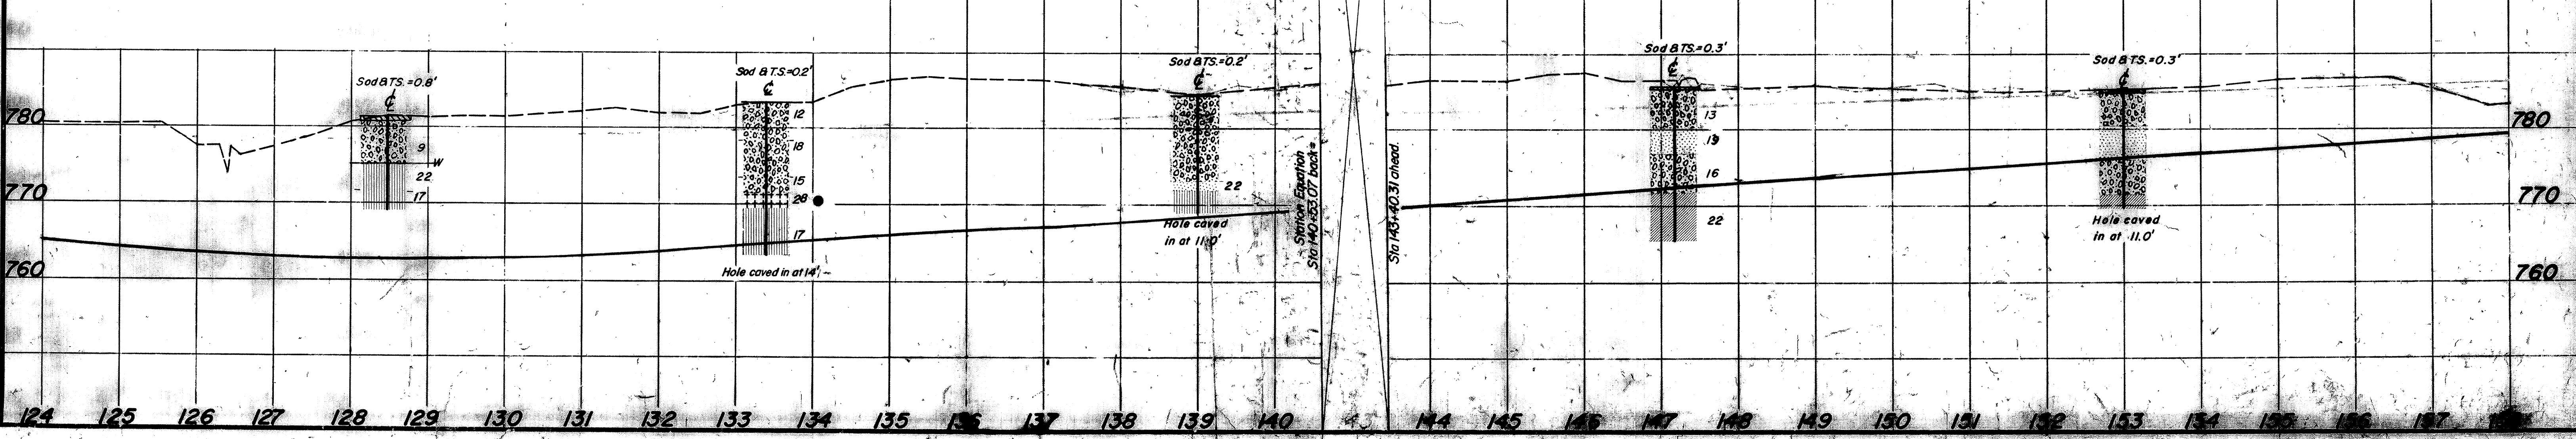 Sod & T.S.=0.8'
℄
Sod & T.S.=0.2'
℄
Sod & T.S.=0.2'
℄
Sod & T.S.=0.3'
℄
Sod & T.S.=0.3'
℄
780
780
9
W
22
17
12
18
15
28
17
22
13
19
16
22
770
770
Hole caved in at 14'
Hole caved
in at 11.0'
Station Equation
Sta 140+53.07 back=
Sta 143+40.31 ahead.
Hole caved
in at 11.0'
760
760
124 125 126 127 128 129 130 131 132 133 134 135 136 137 138 139 140 143 144 145 146 147 148 149 150 151 152 153 154 155 156 157